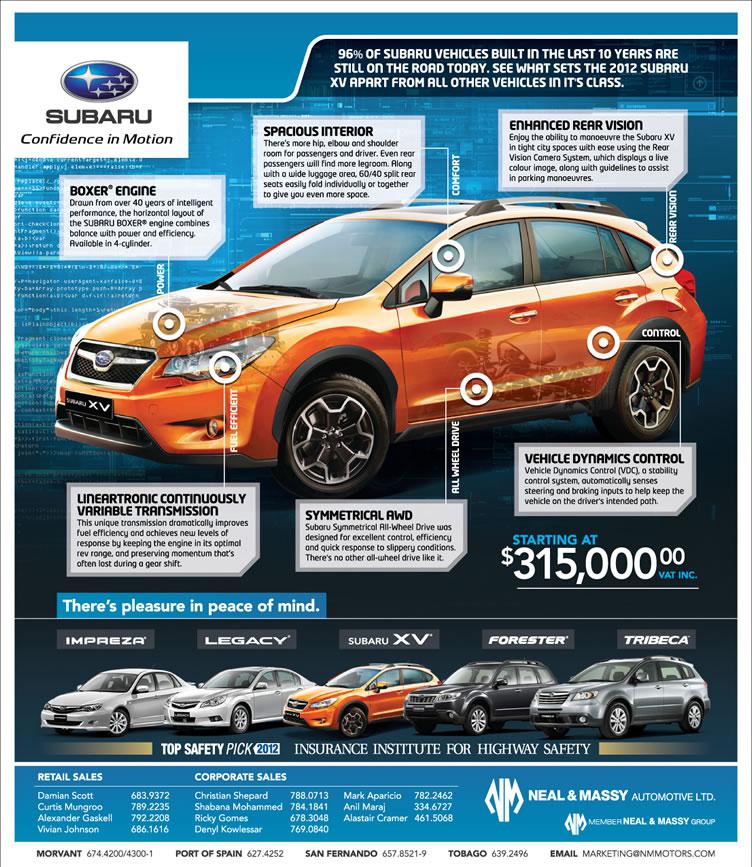 SUBARU
Confidence in Motion
96% OF SUBARU VEHICLES BUILT IN THE LAST 10 YEARS ARE
STILL ON THE ROAD TODAY. SEE WHAT SETS THE 2012 SUBARU
XV APART FROM ALL OTHER VEHICLES IN IT'S CLASS.
SPACIOUS INTERIOR
There's more hip, elbow and shoulder
room for passengers and driver. Even rear
passengers will find more legroom. Along
with a wide luggage area, 60/40 split rear
seats easily fold individually or together
to give you even more space.
COMFORT
ENHANCED REAR VISION
Enjoy the ability to manoeuvre the Subaru XV
in tight city spaces with ease using the Rear
Vision Camera System, which displays a live
colour image, along with guidelines to assist
in parking manoeuvres.
REAR VISION
BOXER® ENGINE
Drawn from over 40 years of intelligent
performance, the horizontal layout of
the SUBARU BOXER® engine combines
balance with power and efficiency.
Available in 4-cylinder.
POWER
CONTROL
SUBARU XV
FUEL EFFICIENT
ALL WHEEL DRIVE
VEHICLE DYNAMICS CONTROL
Vehicle Dynamics Control (VDC), a stability
control system, automatically senses
steering and braking inputs to help keep the
vehicle on the driver's intended path.
LINEARTRONIC CONTINUOUSLY
VARIABLE TRANSMISSION
This unique transmission dramatically improves
fuel efficiency and achieves new levels of
response by keeping the engine in its optimal
rev range, and preserving momentum that's
often lost during a gear shift.
SYMMETRICAL AWD
Subaru Symmetrical All-Wheel Drive was
designed for excellent control, efficiency
and quick response to slippery conditions.
There's no other all-wheel drive like it.
STARTING AT
$315,000.00
VAT INC.
There's pleasure in peace of mind.
IMPREZA®
LEGACY®
SUBARU XV®
FORESTER®
TRIBECA®
TOP SAFETY PICK 2012 INSURANCE INSTITUTE FOR HIGHWAY SAFETY
RETAIL SALES
Damian Scott 683.9372
Curtis Mungroo 789.2235
Alexander Gaskell 792.2208
Vivian Johnson 686.1616
CORPORATE SALES
Christian Shepard 788.0713
Shabana Mohammed 784.1841
Ricky Gomes 678.3048
Denyl Kowlessar 769.0840
Mark Aparicio 782.2462
Anil Maraj 334.6727
Alastair Cramer 461.5068
NEAL & MASSY AUTOMOTIVE LTD.
MEMBER NEAL & MASSY GROUP
MORVANT 674.4200/4300-1 PORT OF SPAIN 627.4252 SAN FERNANDO 657.8521-9 TOBAGO 639.2496 EMAIL MARKETING@NMMOTORS.COM